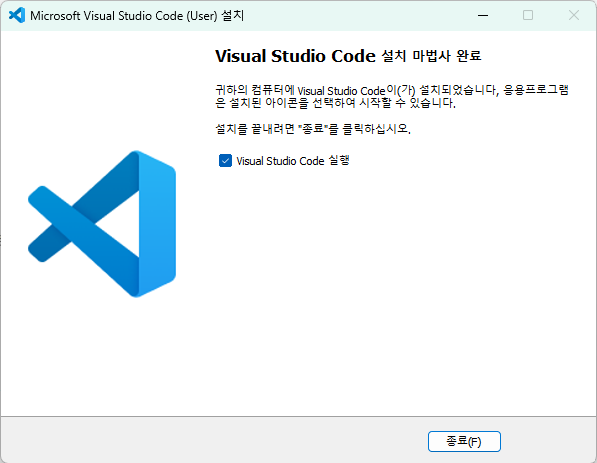 Microsoft Visual Studio Code (User) 설치
Visual Studio Code 설치 마법사 완료
귀하의 컴퓨터에 Visual Studio Code이(가) 설치되었습니다, 응용프로그램
은 설치된 아이콘을 선택하여 시작할 수 있습니다.
설치를 끝내려면 "종료"를 클릭하십시오.
Visual Studio Code 실행
종료(F)